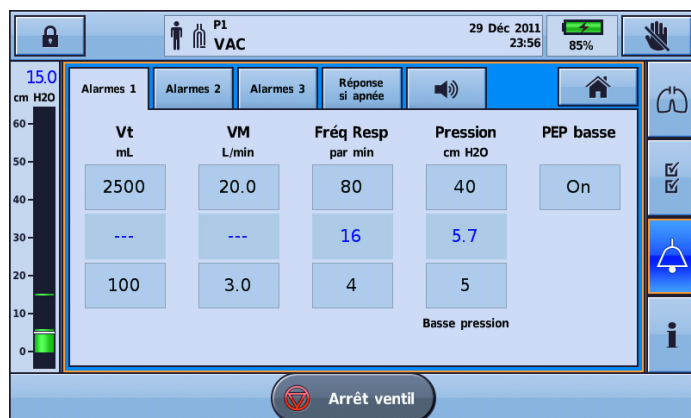 P1
VAC
29 Déc 2011
23:56
85%
15.0
cm H2O
60
50
40
30
20
10
0
Alarmes 1
Alarmes 2
Alarmes 3
Réponse
si apnée
Vt
mL
VM
L/min
Fréq Resp
par min
Pression
cm H2O
PEP basse
2500
20.0
80
40
On
---
---
16
5.7
100
3.0
4
5
Basse pression
i
Arrêt ventil